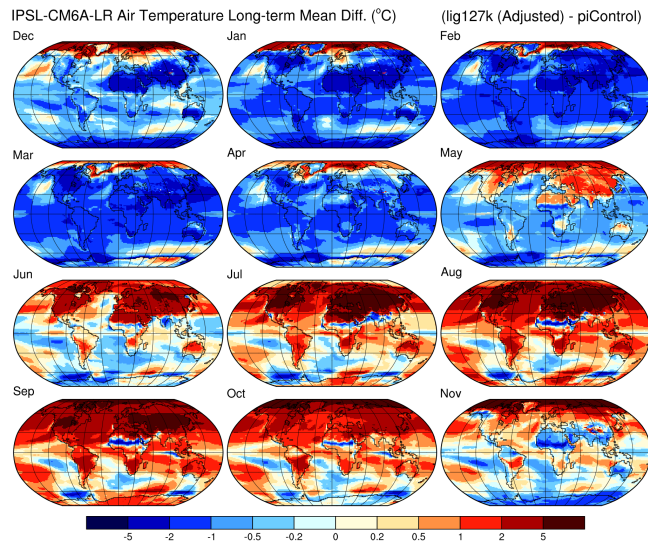 IPSL-CM6A-LR Air Temperature Long-term Mean Diff. (°C) (lig127k (Adjusted) - piControl)
Dec Jan Feb
Mar Apr May
Jun Jul Aug
Sep Oct Nov
-5 -2 -1 -0.5 -0.2 0 0.2 0.5 1 2 5